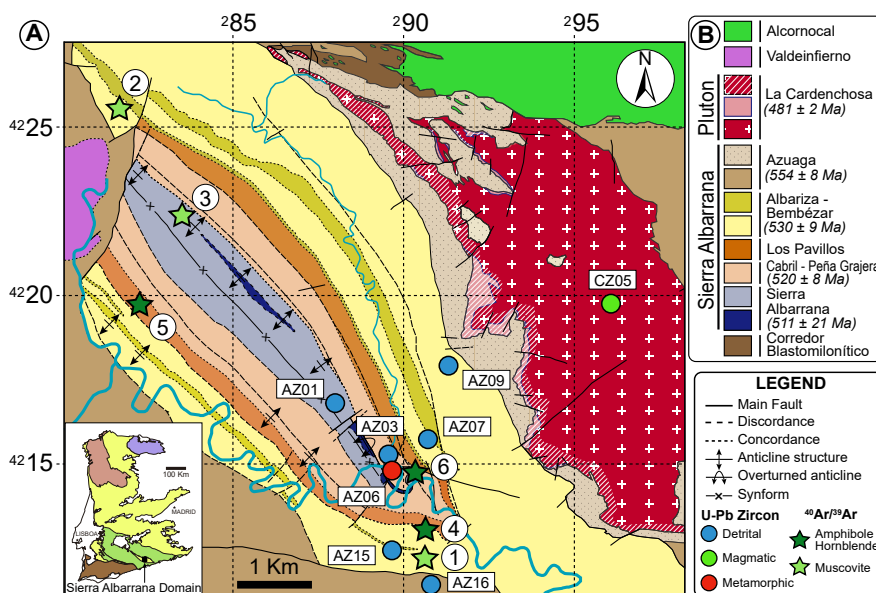 A
285
290
295
4225
4220
4215
N
2
3
5
6
4
1
CZ05
AZ09
AZ01
AZ03
AZ07
AZ06
AZ15
AZ16
1 Km
100 Km
MADRID
LISBOA
Sierra Albarrana Domain
B
Alcornocal
Valdeinfierno
Pluton
La Cardenchosa
(481 ± 2 Ma)
Sierra Albarrana
Azuaga
(554 ± 8 Ma)
Albariza -
Bembézar
(530 ± 9 Ma)
Los Pavillos
Cabril - Peña Grajera
(520 ± 8 Ma)
Sierra
Albarrana
(511 ± 21 Ma)
Corredor
Blastomilonítico
LEGEND
Main Fault
Discordance
Concordance
Anticline structure
Overturned anticline
Synform
U-Pb Zircon
Detrital
Magmatic
Metamorphic
⁴⁰Ar/³⁹Ar
Amphibole
Hornblende
Muscovite